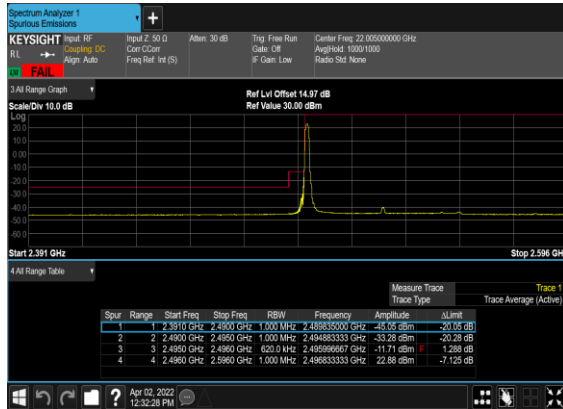 Spectrum Analyzer 1
Spurious Emissions
KEYSIGHT Input: RF Input Z: 50 Ω Atten: 30 dB Trig: Free Run Center Freq: 22.005000000 GHz
RL Coupling: DC Corr CCorr Gate: Off Avg|Hold: 1000/1000
Align: Auto Freq Ref: Int (S) IF Gain: Low Radio Std: None
FAIL
3 All Range Graph
Ref Lvl Offset 14.97 dB
Scale/Div 10.0 dB Ref Value 30.00 dBm
Log
20.0
10.0
0.00
-10.0
-20.0
-30.0
-40.0
-50.0
-60.0
Start 2.391 GHz Stop 2.596 GHz
4 All Range Table
Measure Trace Trace 1
Trace Type Trace Average (Active)
Spur Range Start Freq Stop Freq RBW Frequency Amplitude ΔLimit
1 1 2.3910 GHz 2.4900 GHz 1.000 MHz 2.489835000 GHz -45.05 dBm -20.05 dB
2 2 2.4900 GHz 2.4950 GHz 1.000 MHz 2.494883333 GHz -33.28 dBm -20.28 dB
3 3 2.4950 GHz 2.4960 GHz 620.0 kHz 2.495996667 GHz -11.71 dBm F 1.288 dB
4 4 2.4960 GHz 2.5960 GHz 1.000 MHz 2.496833333 GHz 22.88 dBm -7.125 dB
Apr 02, 2022
12:32:28 PM